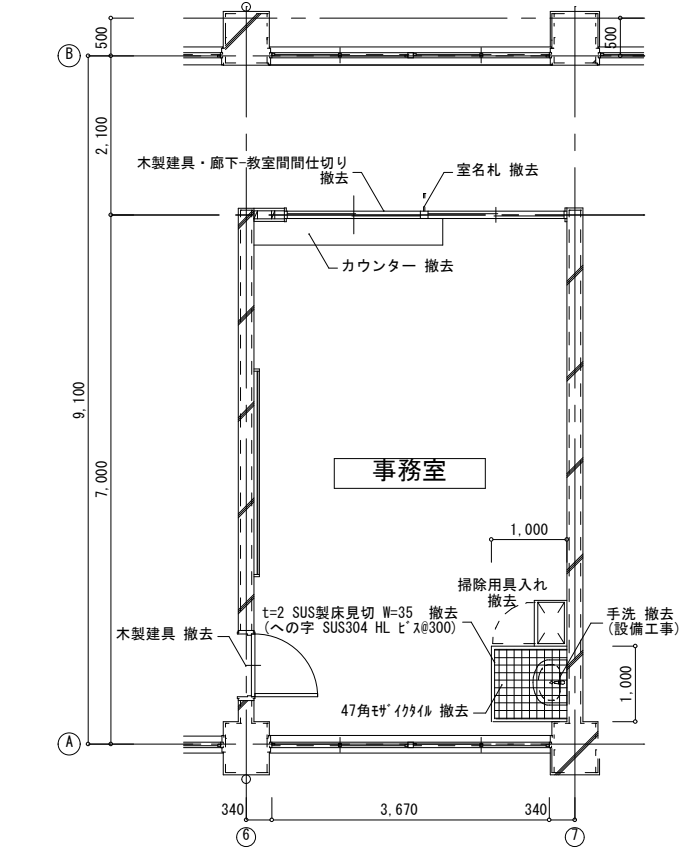 500
500
B
2,100
木製建具・廊下-教室間間仕切り
撤去
室名札 撤去
カウンター 撤去
9,100
7,000
事務室
1,000
掃除用具入れ
撤去
t=2 SUS製床見切 W=35 撤去
(への字 SUS304 HL ﾋﾞｽ@300)
手洗 撤去
(設備工事)
木製建具 撤去
1,000
47角ﾓｻﾞｲｸﾀｲﾙ 撤去
A
340
3,670
340
6
7